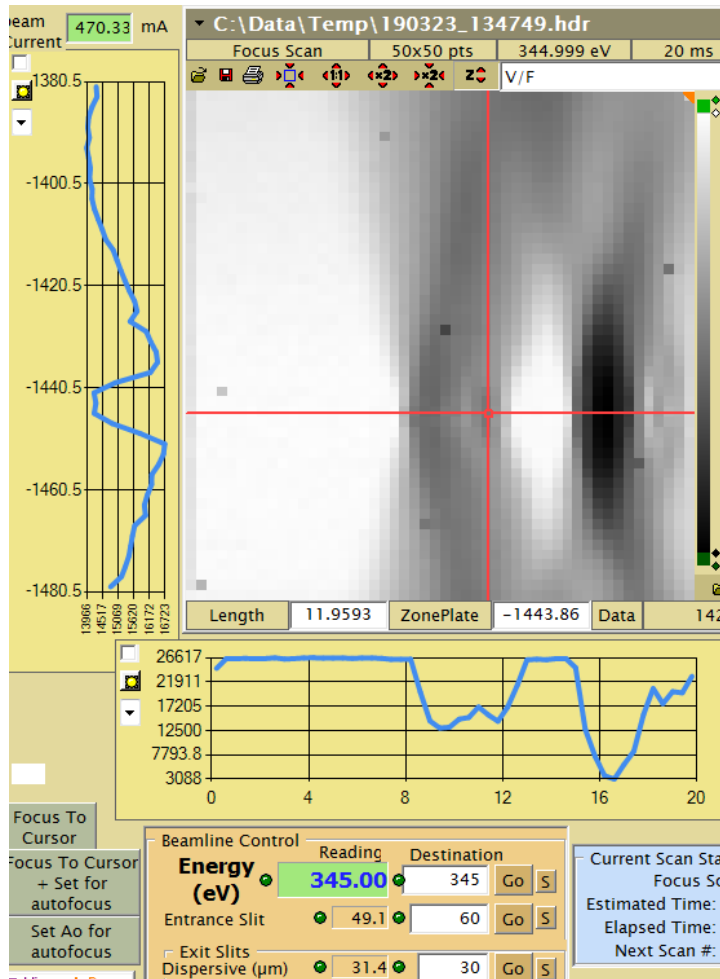 eam
Current
470.33 mA
C:\Data\Temp\190323_134749.hdr
Focus Scan 50x50 pts 344.999 eV 20 ms
1:1 x2 x2 Z V/F
-1380.5
-1400.5
-1420.5
-1440.5
-1460.5
-1480.5
13966 14517 15069 15620 16172 16723
Length 11.9593 ZonePlate -1443.86 Data 142
26617
21911
17205
12500
7793.8
3088
0 4 8 12 16 20
Focus To
Cursor
Focus To Cursor
+ Set for
autofocus
Set Ao for
autofocus
Beamline Control
Reading Destination
Energy
(eV)
345.00 345 Go S
Entrance Slit 49.1 60 Go S
Exit Slits
Dispersive (µm) 31.4 30 Go S
Current Scan Sta
Focus Sc
Estimated Time:
Elapsed Time:
Next Scan #: